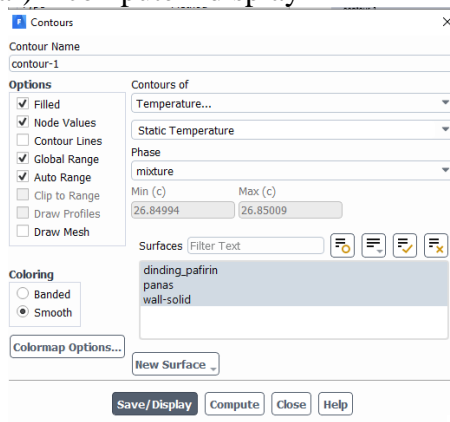 Contours
Contour Name
contour-1
Options
Filled
Node Values
Contour Lines
Global Range
Auto Range
Clip to Range
Draw Profiles
Draw Mesh
Coloring
Banded
Smooth
Colormap Options...
Contours of
Temperature...
Static Temperature
Phase
mixture
Min (c) Max (c)
26.84994 26.85009
Surfaces Filter Text
dinding_pafirin
panas
wall-solid
New Surface
Save/Display Compute Close Help